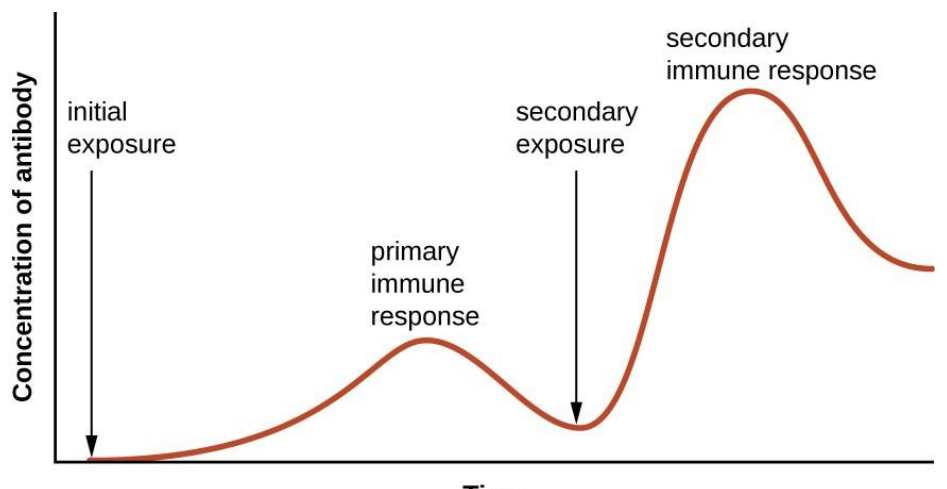 Concentration of antibody
initial
exposure
primary
immune
response
secondary
exposure
secondary
immune response